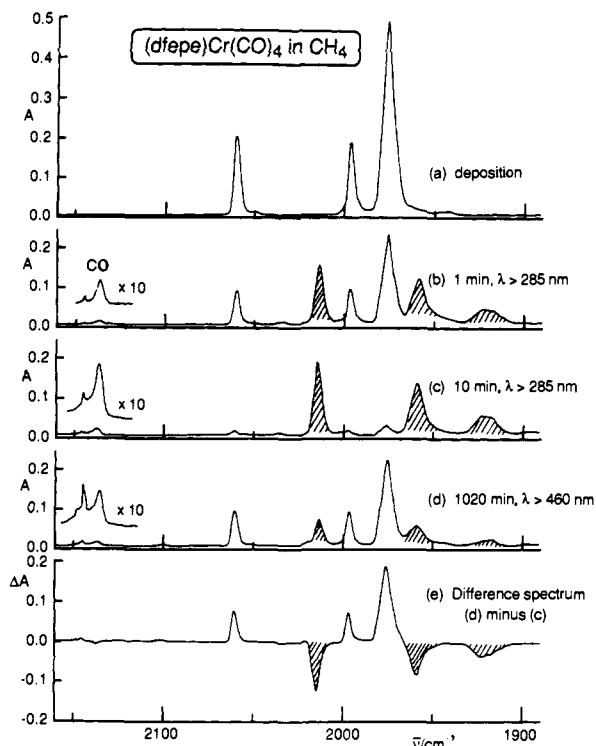 (dfepe)Cr(CO)4 in CH4
0.5
0.4
0.3
A
0.2
0.1
0.0
(a) deposition
0.2
A
0.1
0.0
CO
x 10
(b) 1 min, λ > 285 nm
0.2
A
0.1
0.0
x 10
(c) 10 min, λ > 285 nm
0.2
A
0.1
0.0
x 10
(d) 1020 min, λ > 460 nm
0.2
ΔA
0.1
0.0
-0.1
-0.2
(e) Difference spectrum
(d) minus (c)
2100
2000
1900
ν̅/cm⁻¹